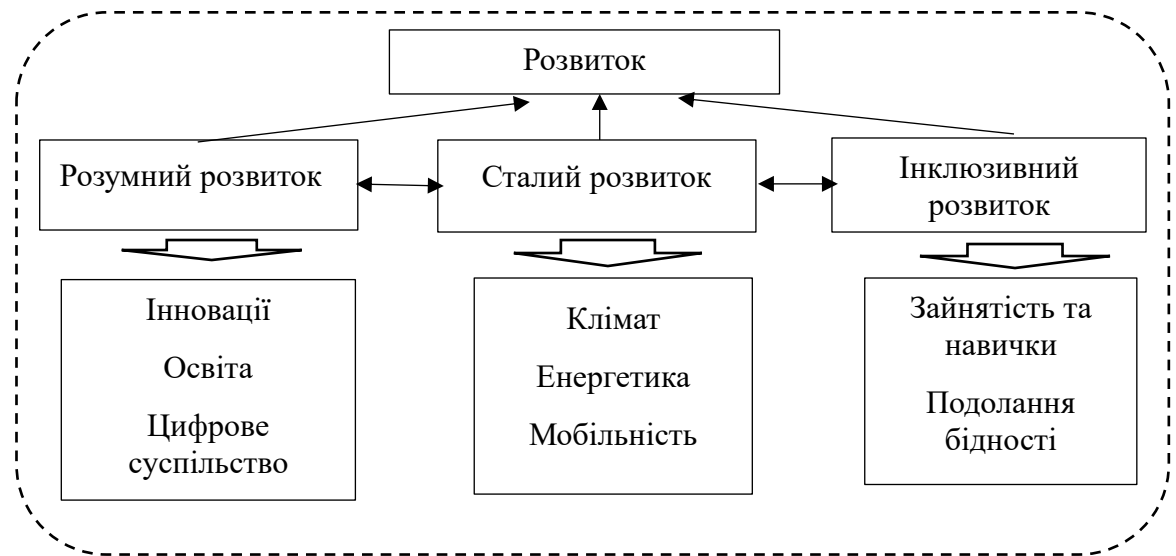 Розвиток
Розумний розвиток
Сталий розвиток
Інклюзивний
розвиток
Інновації
Освіта
Цифрове
суспільство
Клімат
Енергетика
Мобільність
Зайнятість та
навички
Подолання
бідності